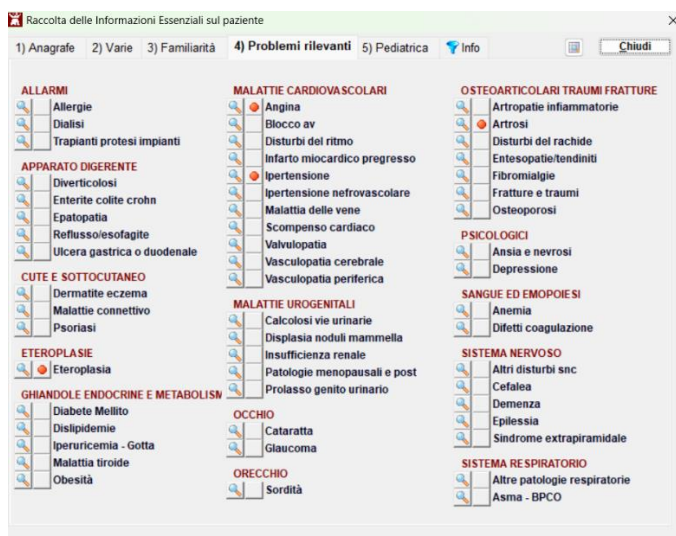 Raccolta delle Informazioni Essenziali sul paziente
1) Anagrafe 2) Varie 3) Familiarità 4) Problemi rilevanti 5) Pediatrica Info Chiudi
ALLARMI
Allergie
Dialisi
Trapianti protesi impianti
APPARATO DIGERENTE
Diverticolosi
Enterite colite crohn
Epatopatia
Reflusso/esofagite
Ulcera gastrica o duodenale
CUTE E SOTTOCUTANEO
Dermatite eczema
Malattie connettivo
Psoriasi
ETEROPLASIE
Eteroplasia
GHIANDOLE ENDOCRINE E METABOLISM
Diabete Mellito
Dislipidemie
Iperuricemia - Gotta
Malattia tiroide
Obesità
MALATTIE CARDIOVASCOLARI
Angina
Blocco av
Disturbi del ritmo
Infarto miocardico pregresso
Ipertensione
Ipertensione nefrovascolare
Malattia delle vene
Scompenso cardiaco
Valvulopatia
Vasculopatia cerebrale
Vasculopatia periferica
MALATTIE UROGENITALI
Calcolosi vie urinarie
Displasia noduli mammella
Insufficienza renale
Patologie menopausali e post
Prolasso genito urinario
OCCHIO
Cataratta
Glaucoma
ORECCHIO
Sordità
OSTEOARTICOLARI TRAUMI FRATTURE
Artropatie infiammatorie
Artrosi
Disturbi del rachide
Entesopatie/tendiniti
Fibromialgie
Fratture e traumi
Osteoporosi
PSICOLOGICI
Ansia e nevrosi
Depressione
SANGUE ED EMOPOIESI
Anemia
Difetti coagulazione
SISTEMA NERVOSO
Altri disturbi snc
Cefalea
Demenza
Epilessia
Sindrome extrapiramidale
SISTEMA RESPIRATORIO
Altre patologie respiratorie
Asma - BPCO